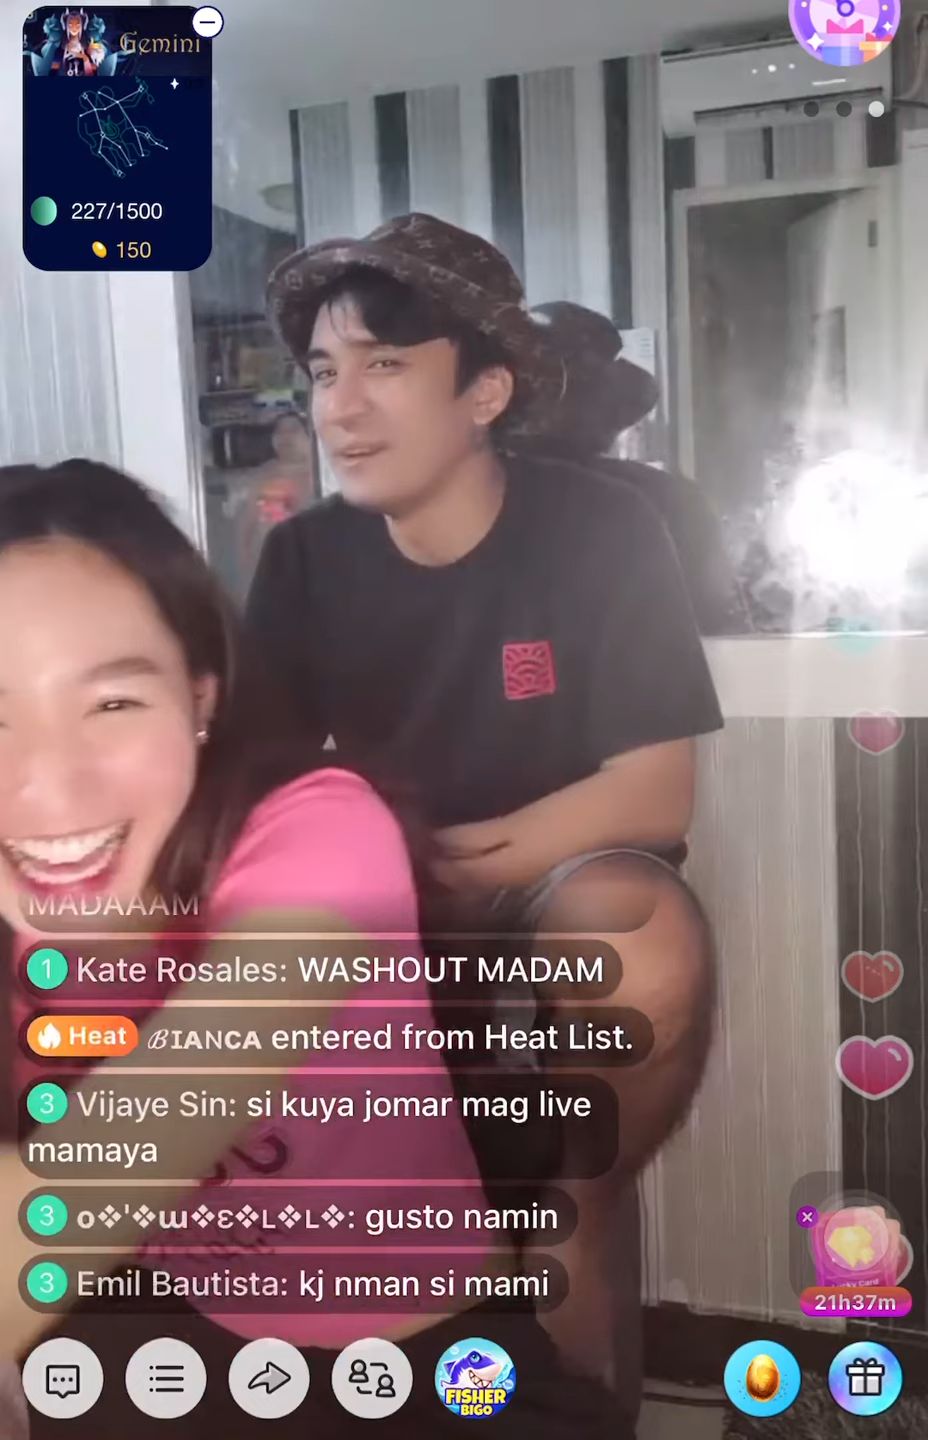 Gemini
227/1500
150
MADAAAM
1 Kate Rosales: WASHOUT MADAM
Heat ℬIᴀɴᴄᴀ entered from Heat List.
3 Vijaye Sin: si kuya jomar mag live
mamaya
3 o❖'❖ɯ❖ɛ❖ʟ❖ʟ❖: gusto namin
3 Emil Bautista: kj nman si mami
21h37m
FISHER
BIGO